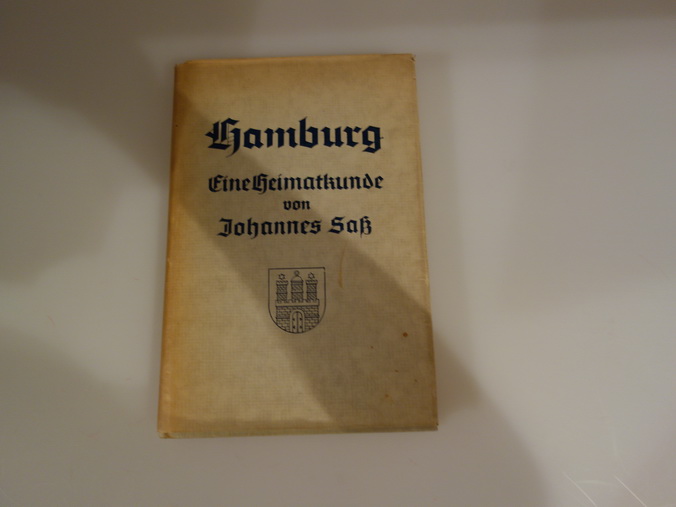 Hamburg
Eine Heimatkunde
von
Johannes Saß